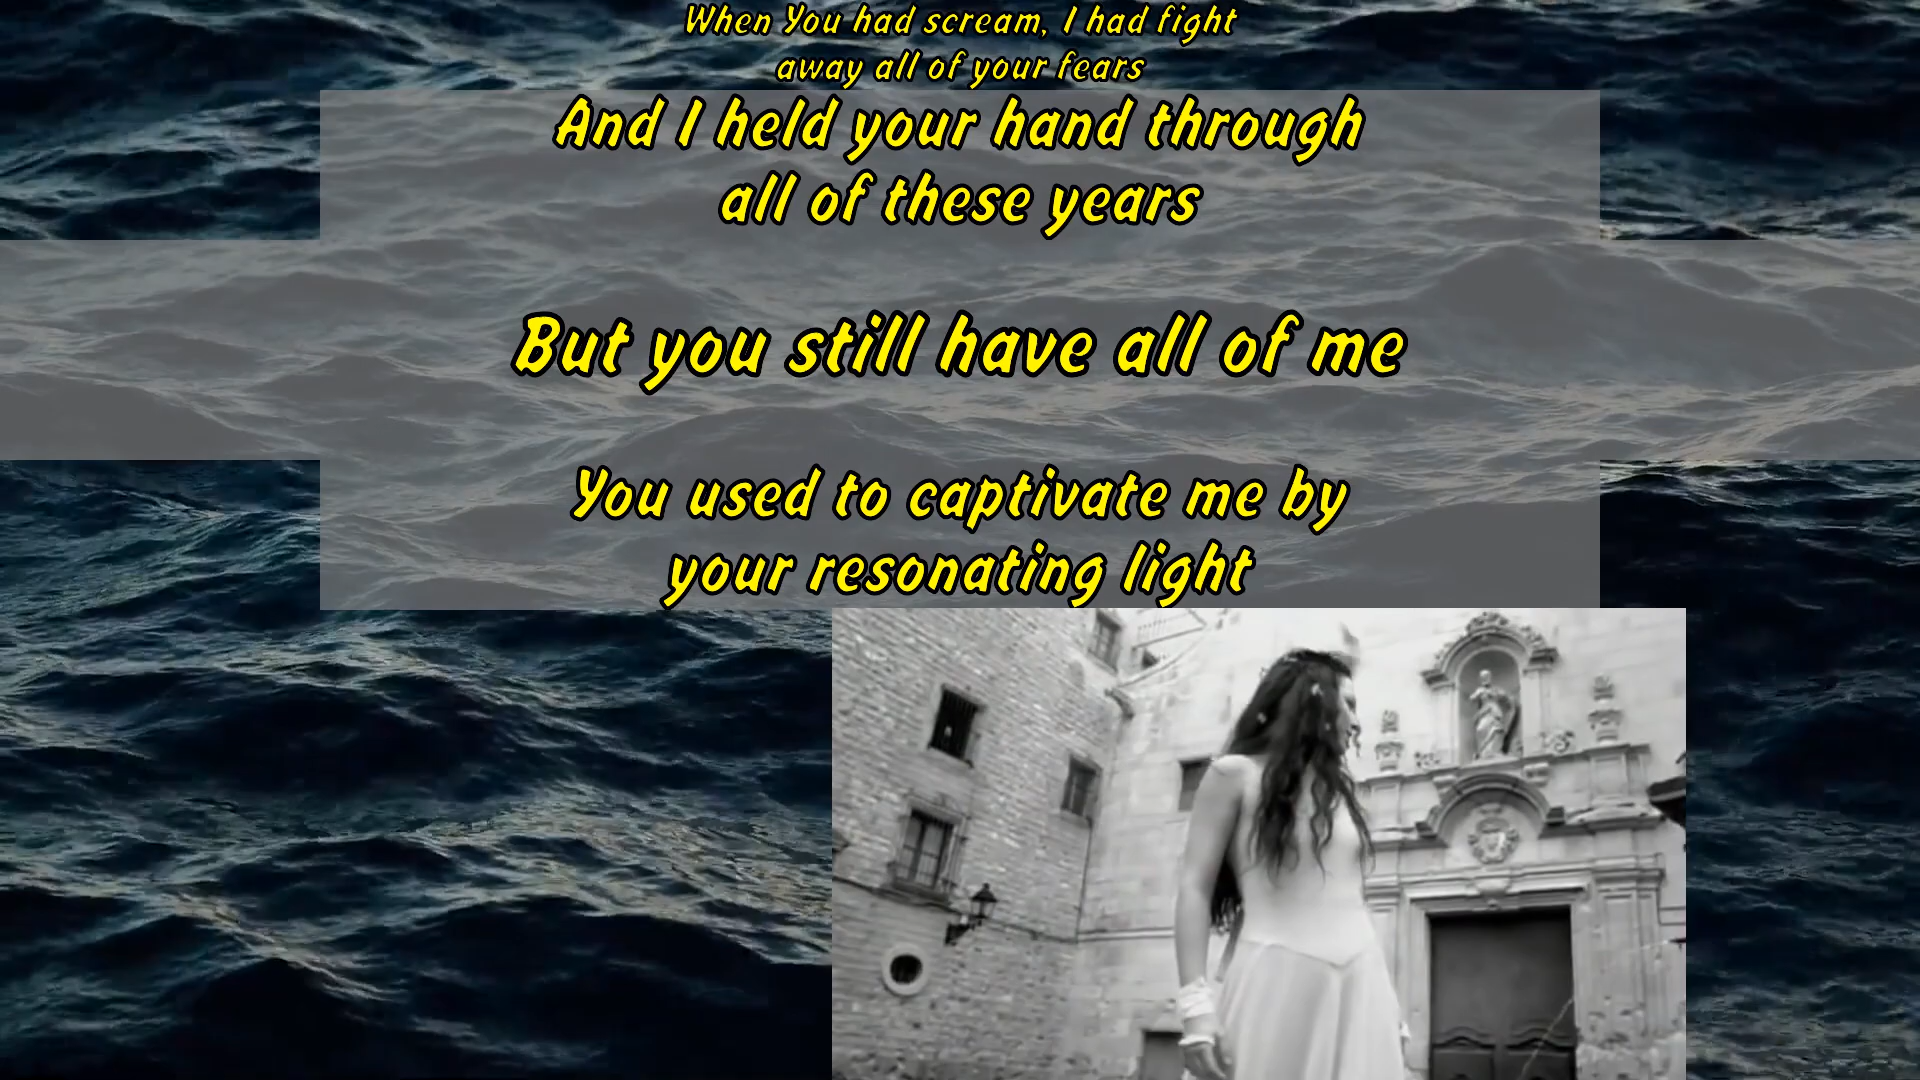 When You had scream, I had fight
away all of your fears
And I held your hand through
all of these years
But you still have all of me
You used to captivate me by
your resonating light